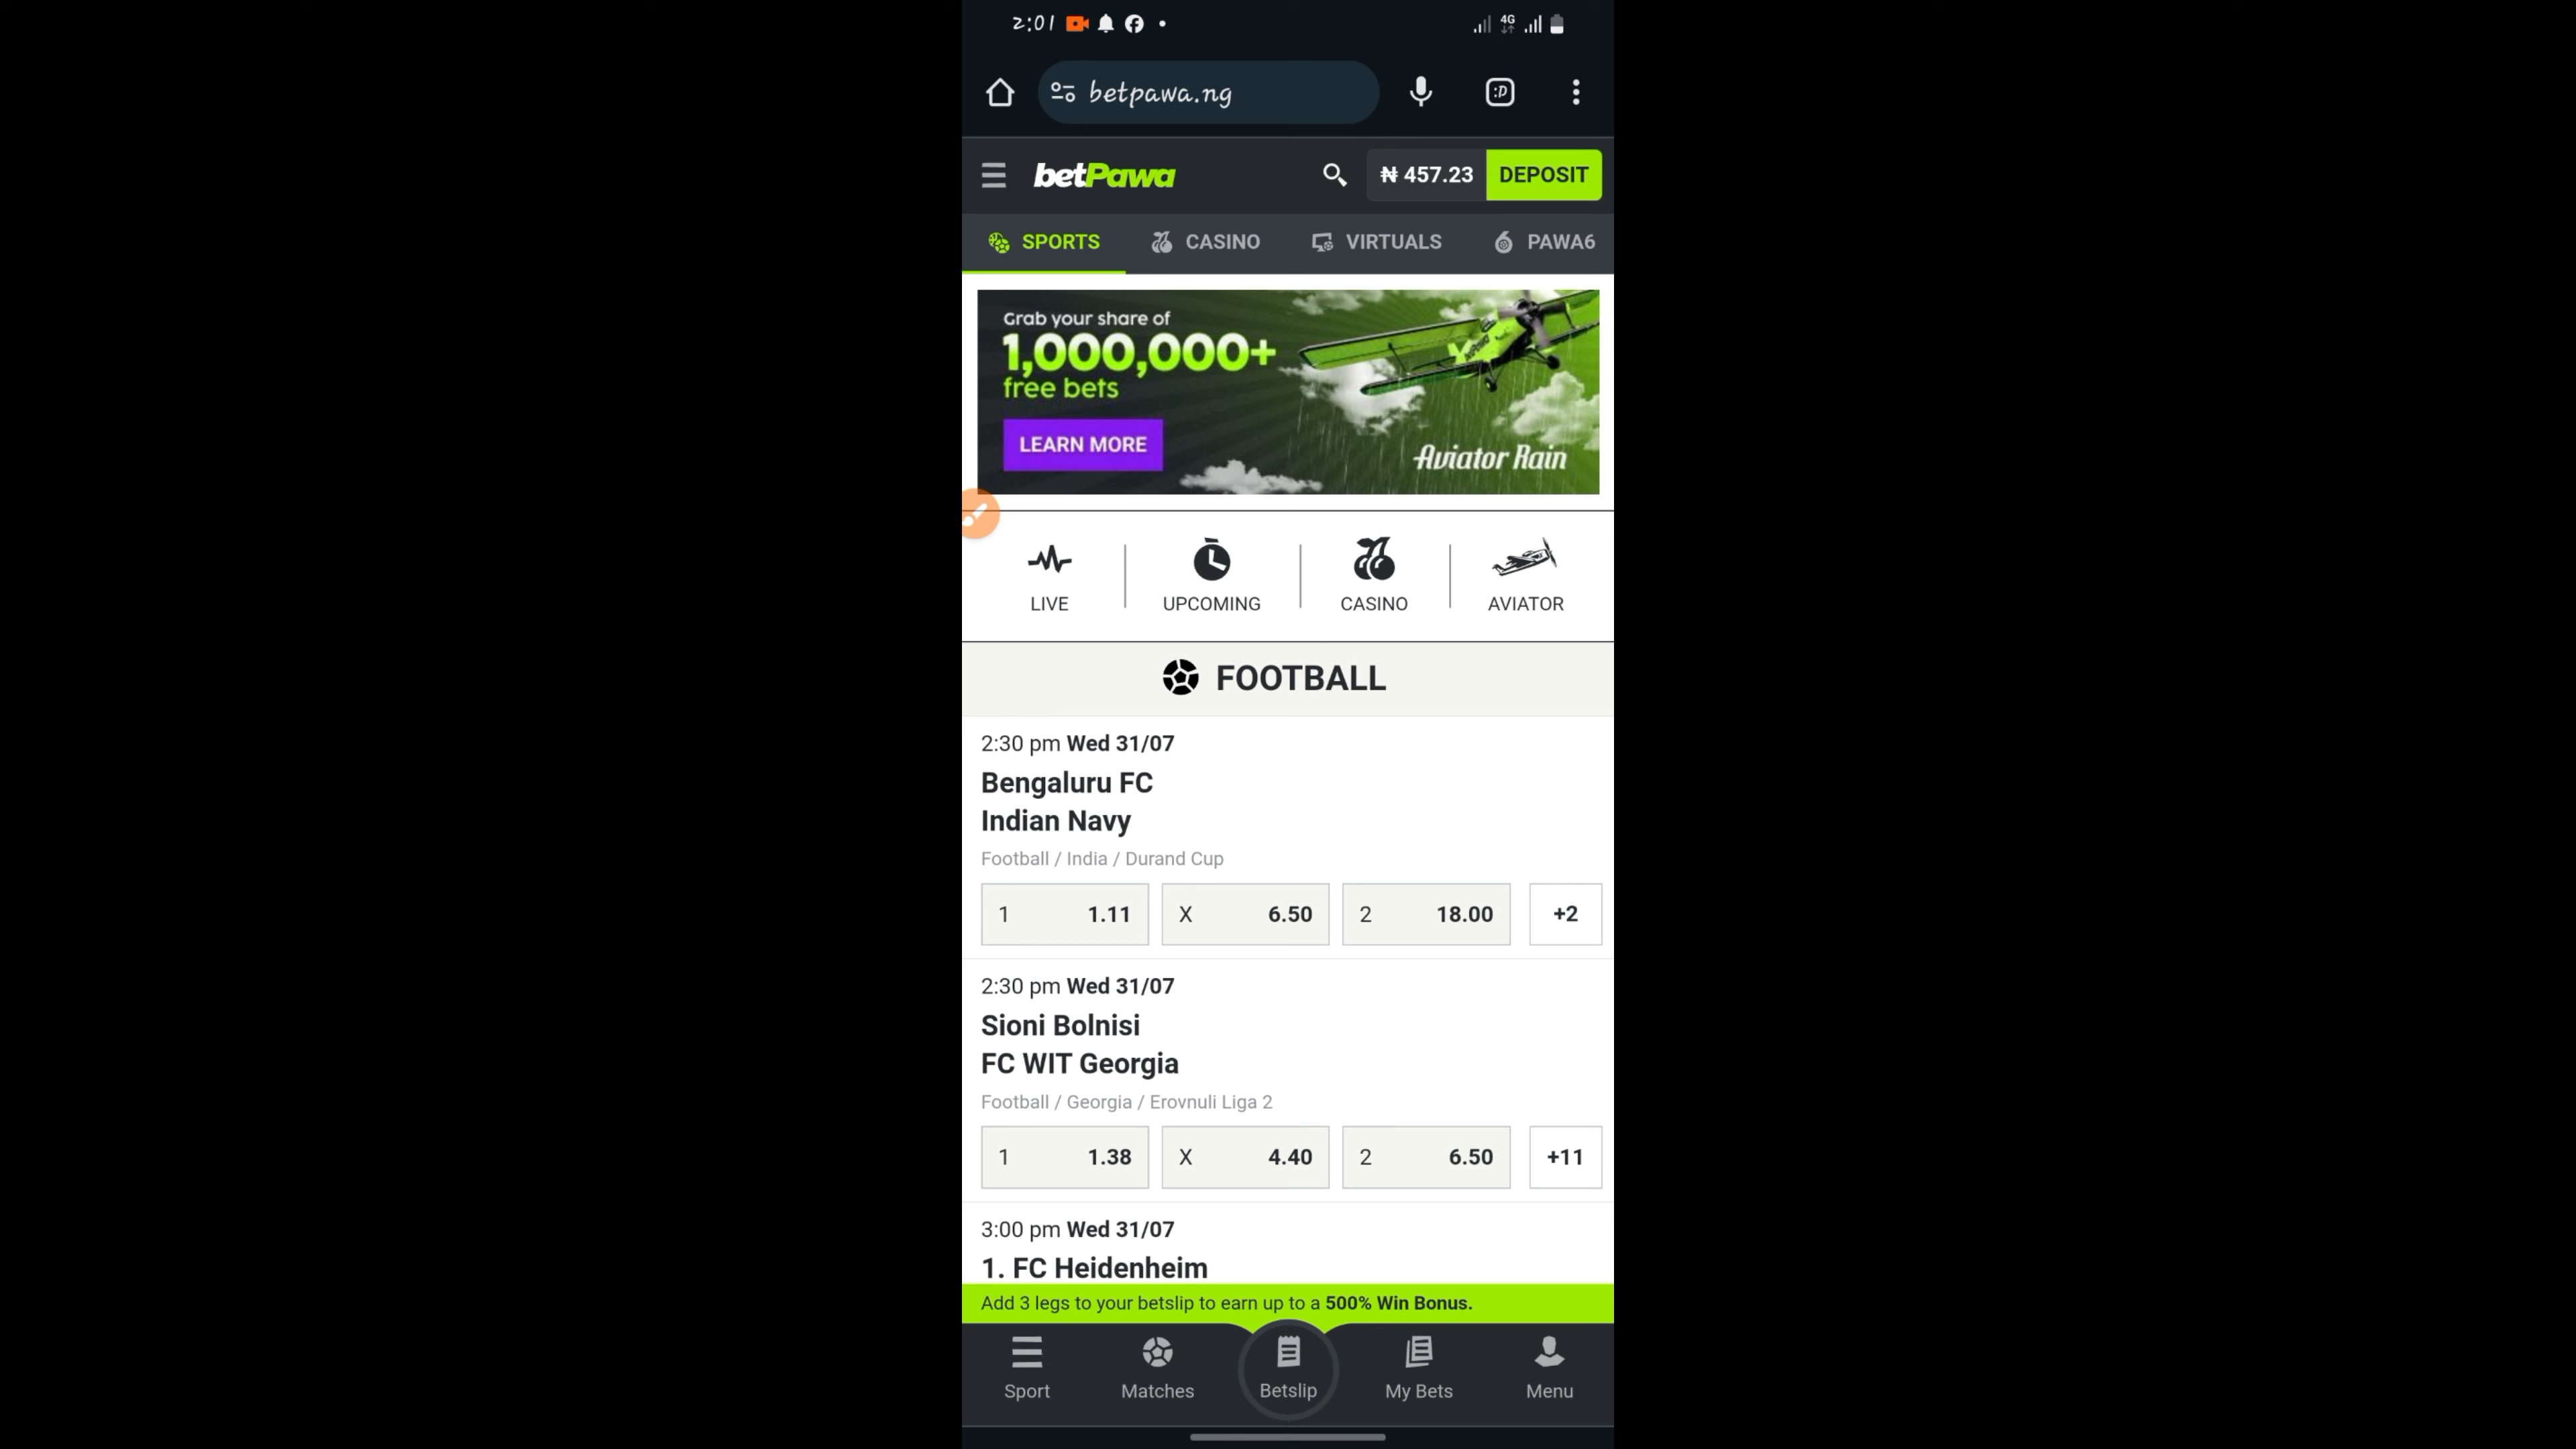 2:01 4G
betpawa.ng :D
betPawa ₦ 457.23 DEPOSIT
SPORTS CASINO VIRTUALS PAWA6
Grab your share of
1,000,000+
free bets
LEARN MORE
Aviator Rain
LIVE UPCOMING CASINO AVIATOR
FOOTBALL
2:30 pm Wed 31/07
Bengaluru FC
Indian Navy
Football / India / Durand Cup
1 1.11 X 6.50 2 18.00 +2
2:30 pm Wed 31/07
Sioni Bolnisi
FC WIT Georgia
Football / Georgia / Erovnuli Liga 2
1 1.38 X 4.40 2 6.50 +11
3:00 pm Wed 31/07
1. FC Heidenheim
Add 3 legs to your betslip to earn up to a 500% Win Bonus.
Sport Matches Betslip My Bets Menu